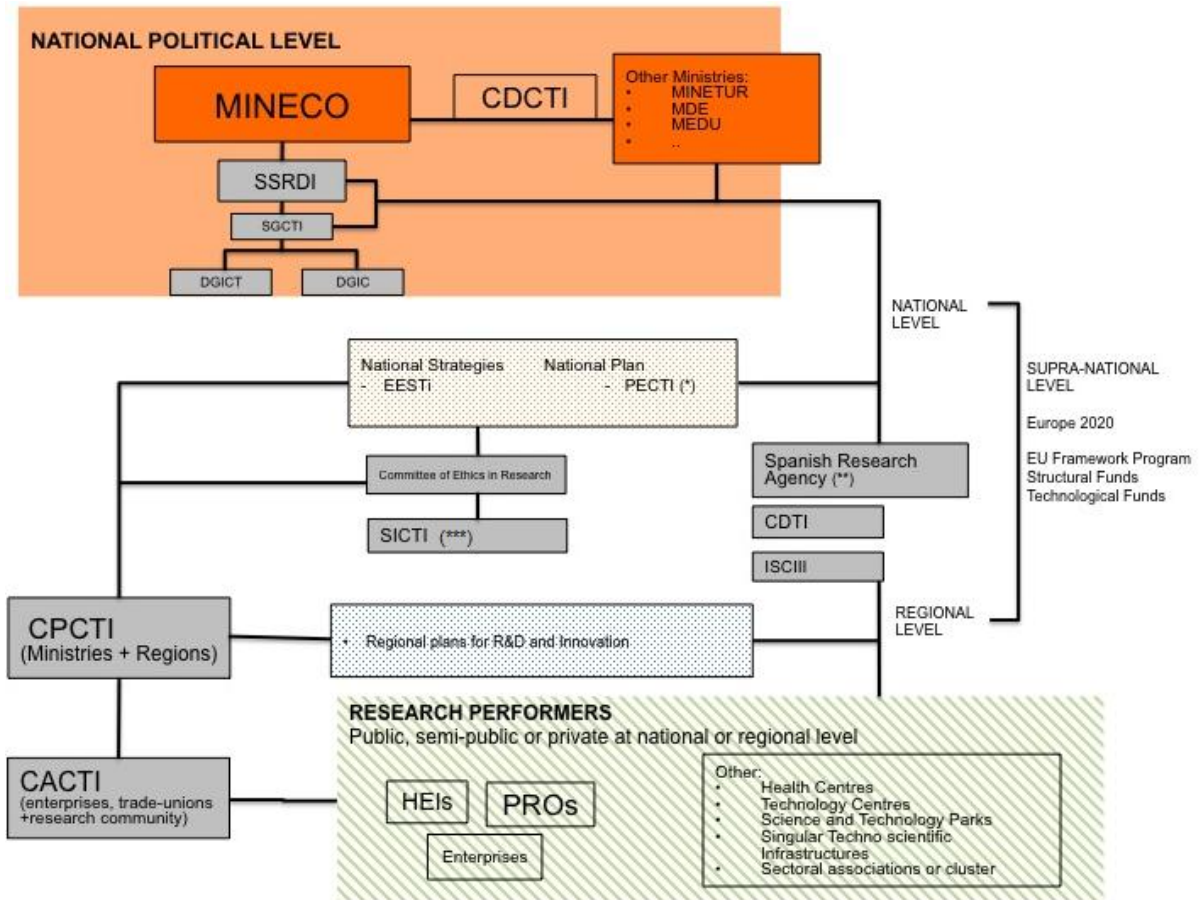 NATIONAL POLITICAL LEVEL
MINECO
CDCTI
Other Ministries:
• MINETUR
• MDE
• MEDU
• ..
SSRDI
SGCTI
DGICT
DGIC
NATIONAL
LEVEL
National Strategies
- EESTi
National Plan
- PECTI (*)
SUPRA-NATIONAL
LEVEL
Europe 2020
EU Framework Program
Structural Funds
Technological Funds
Committee of Ethics in Research
Spanish Research
Agency (**)
SICTI (***)
CDTI
ISCIII
CPCTI
(Ministries + Regions)
• Regional plans for R&D and Innovation
REGIONAL
LEVEL
RESEARCH PERFORMERS
Public, semi-public or private at national or regional level
CACTI
(enterprises, trade-unions
+research community)
HEIs
PROs
Enterprises
Other:
• Health Centres
• Technology Centres
• Science and Technology Parks
• Singular Techno scientific
Infrastructures
• Sectoral associations or cluster